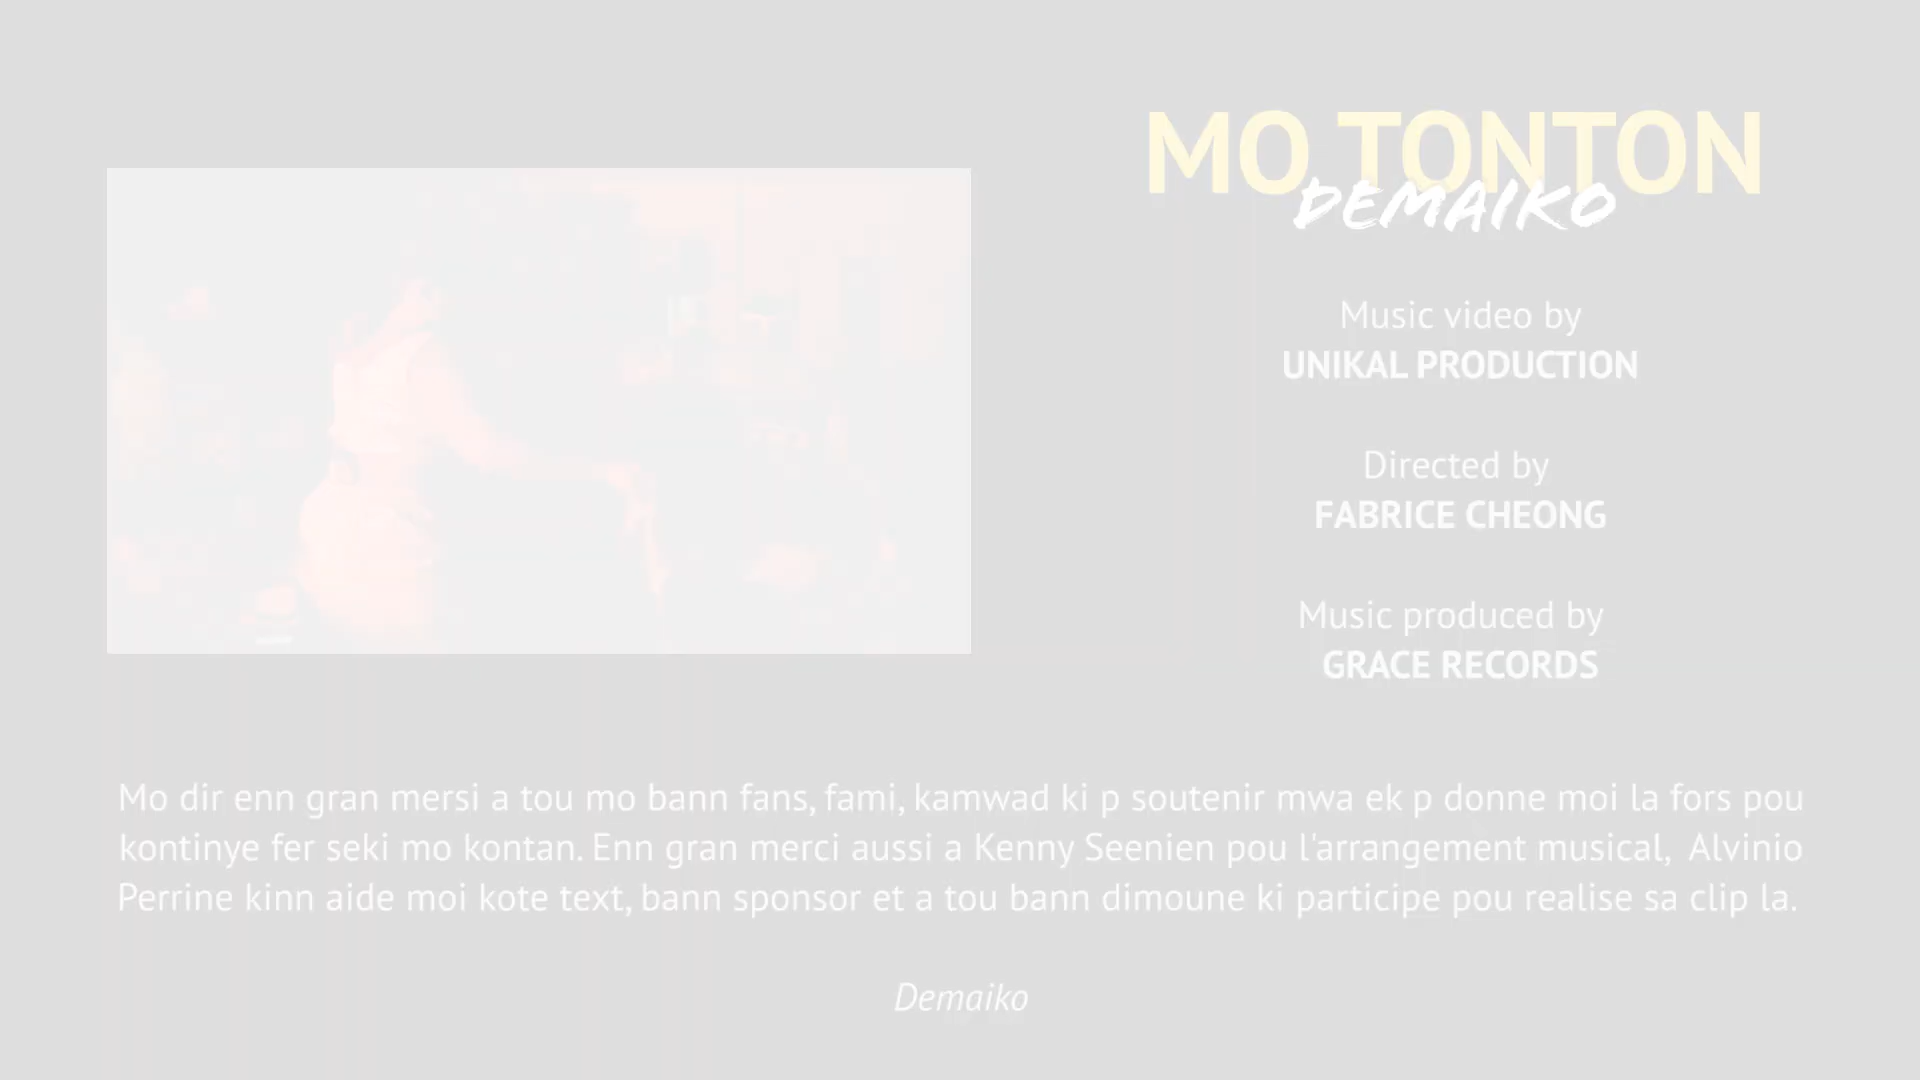 MO TONTON
DEMAIKO
Music video by
UNIKAL PRODUCTION
Directed by
FABRICE CHEONG
Music produced by
GRACE RECORDS
Mo dir enn gran mersi a tou mo bann fans, fami, kamwad ki p soutenir mwa ek p donne moi la fors pou
kontinye fer seki mo kontan. Enn gran merci aussi a Kenny Seenien pou l'arrangement musical, Alvinio
Perrine kinn aide moi kote text, bann sponsor et a tou bann dimoune ki participe pou realise sa clip la.
Demaiko